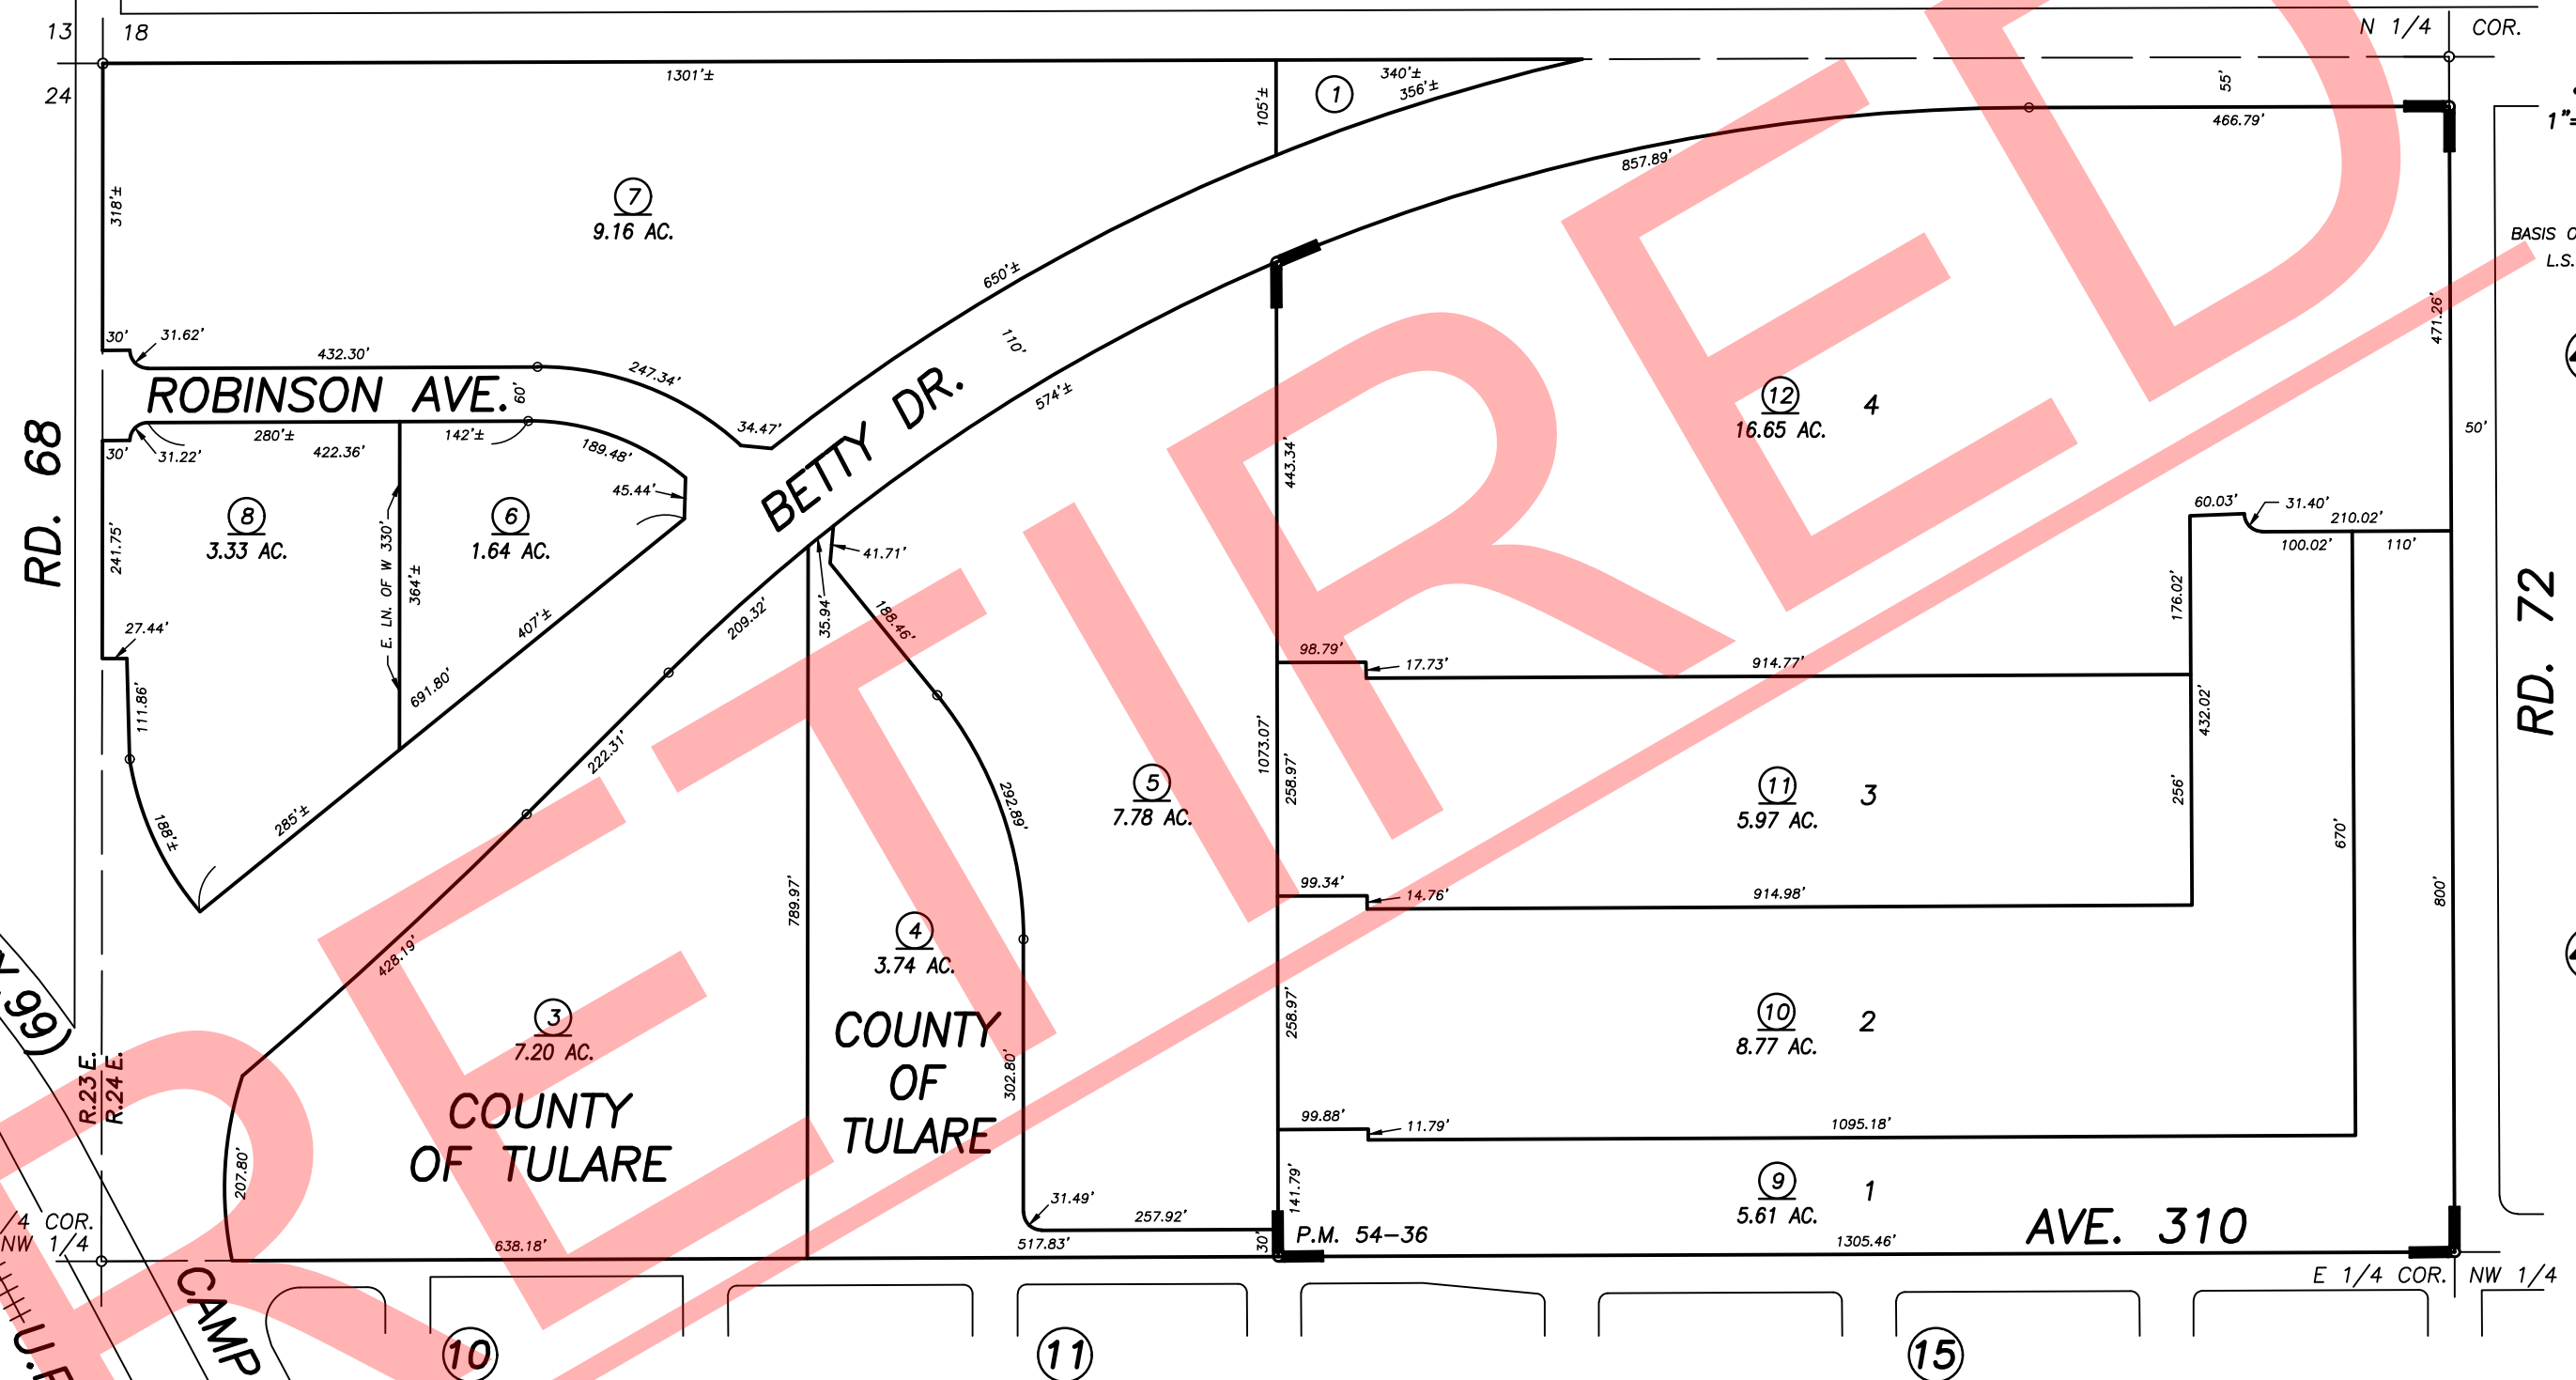 13
18
24
N 1/4
COR.
1301'±
340'±
356'±
105'±
1
55'
466.79'
1"=
857.89'
318'±
7
9.16 AC.
BASIS O
L.S.
650'±
110'
574'±
471.26'
30'
31.62'
432.30'
247.34'
34.47'
ROBINSON AVE.
60'
BETTY DR.
RD. 68
30'
31.22'
280'±
422.36'
142'±
189.48'
45.44'
12
16.65 AC.
4
50'
443.34'
8
3.33 AC.
6
1.64 AC.
241.75'
E. LN. OF W 330'
364'±
407'±
691.80'
285'±
27.44'
111.86'
188'±
41.71'
35.94'
188.46'
209.32'
222.31'
428.19'
60.03'
31.40'
210.02'
100.02'
110'
176.02'
RD. 72
98.79'
17.73'
914.77'
432.02'
1073.07'
258.97'
292.89'
5
7.78 AC.
11
5.97 AC.
3
256'
670'
800'
99.34'
14.76'
914.98'
789.97'
4
3.74 AC.
COUNTY
OF
TULARE
302.80'
3
7.20 AC.
COUNTY
OF TULARE
207.80'
258.97'
10
8.77 AC.
2
99.88'
11.79'
1095.18'
141.79'
9
5.61 AC.
1
31.49'
257.92'
517.83'
638.18'
30'
P.M. 54-36
1305.46'
AVE. 310
E 1/4 COR.
NW 1/4
R.23 E.
R.24 E.
/4 COR.
NW 1/4
.99)
CAMP
U.P
10
11
15
RETIRED